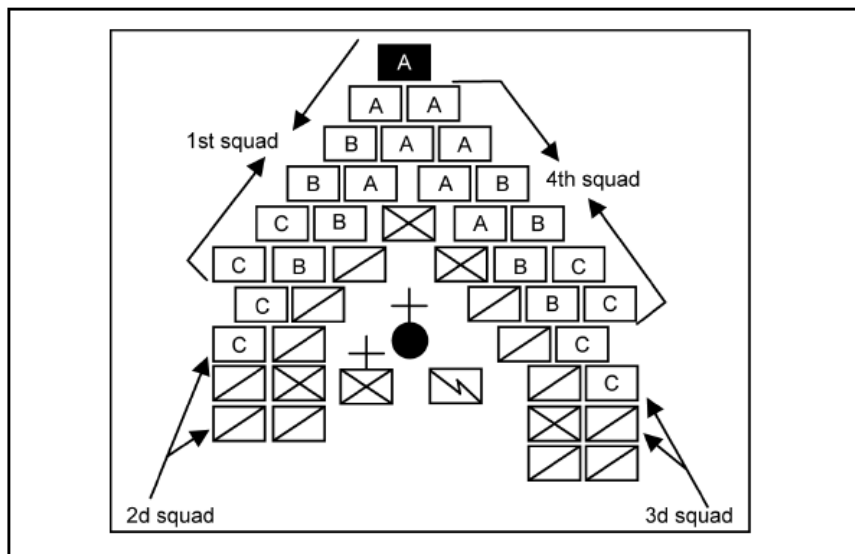 A
A A
B A A
1st squad
B A A B
4th squad
C B A B
C B B C
C B C
C C
C
2d squad
3d squad